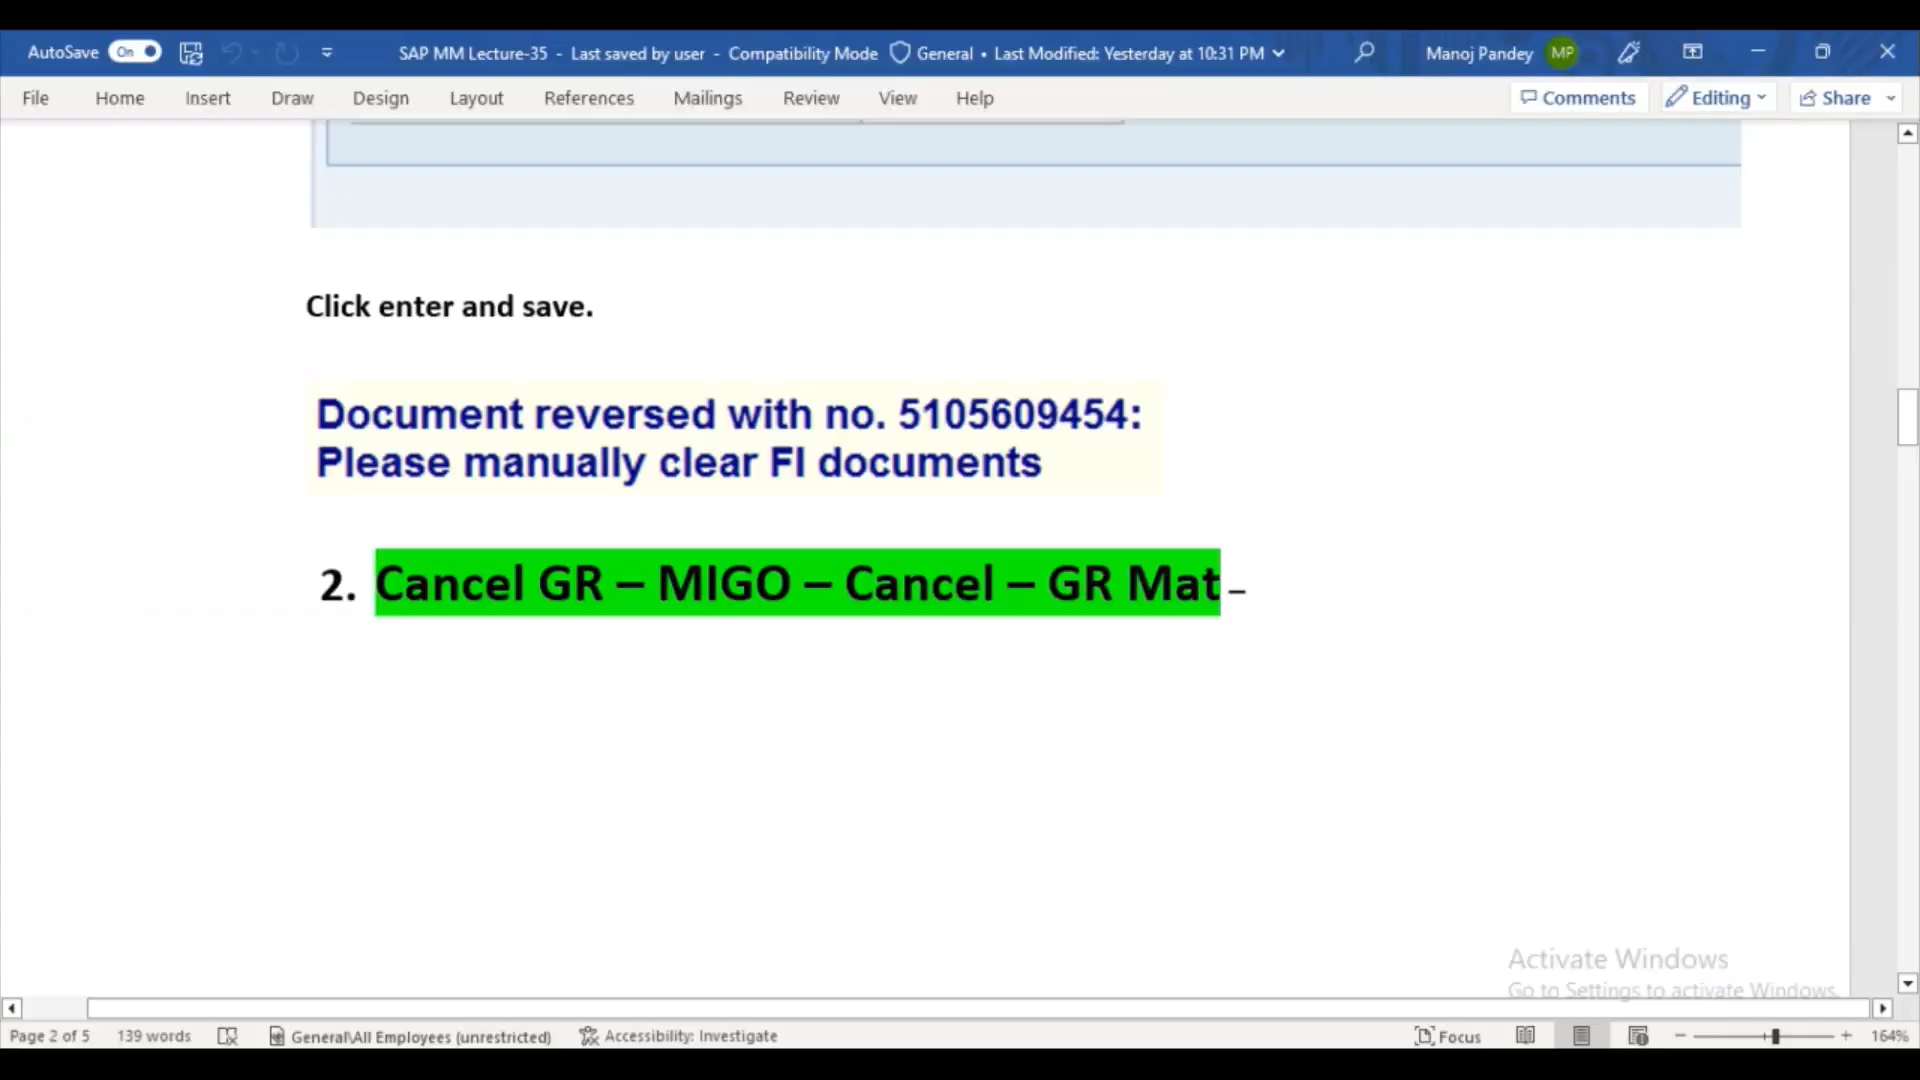 AutoSave On SAP MM Lecture-35 - Last saved by user - Compatibility Mode General • Last Modified: Yesterday at 10:31 PM Manoj Pandey MP
File Home Insert Draw Design Layout References Mailings Review View Help Comments Editing Share
Click enter and save.
Document reversed with no. 5105609454:
Please manually clear FI documents
2. Cancel GR – MIGO – Cancel – GR Mat –
Activate Windows
Go to Settings to activate Windows.
Page 2 of 5 139 words General\All Employees (unrestricted) Accessibility: Investigate Focus 164%